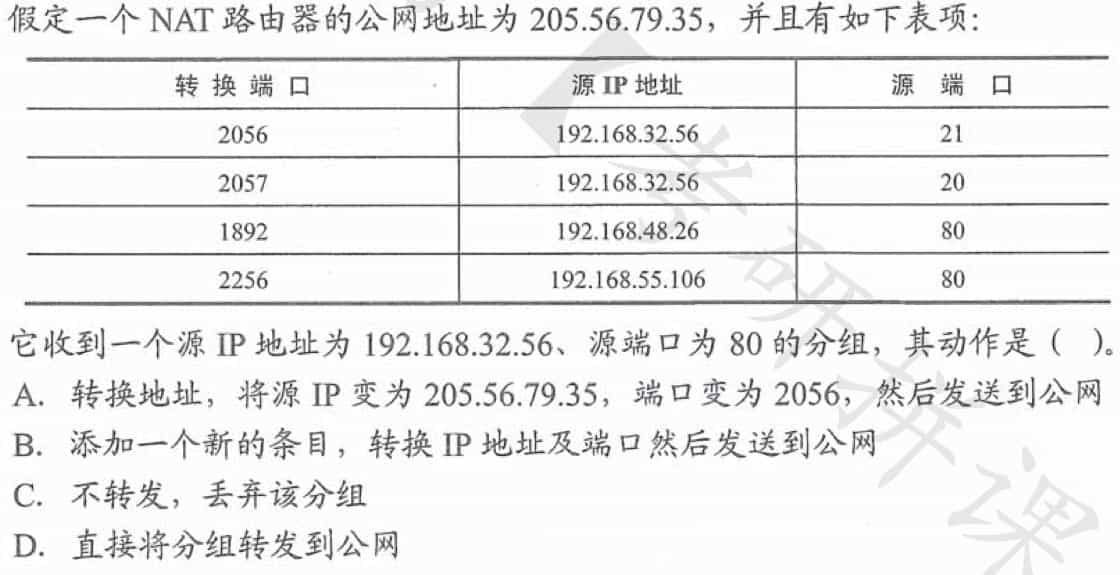 假定一个 NAT 路由器的公网地址为 205.56.79.35，并且有如下表项：
转 换 端 口 源 IP 地址 源 端 口
2056 192.168.32.56 21
2057 192.168.32.56 20
1892 192.168.48.26 80
2256 192.168.55.106 80
它收到一个源 IP 地址为 192.168.32.56、源端口为 80 的分组，其动作是（ ）。
A. 转换地址，将源 IP 变为 205.56.79.35，端口变为 2056，然后发送到公网
B. 添加一个新的条目，转换 IP 地址及端口然后发送到公网
C. 不转发，丢弃该分组
D. 直接将分组转发到公网
【考研拼课